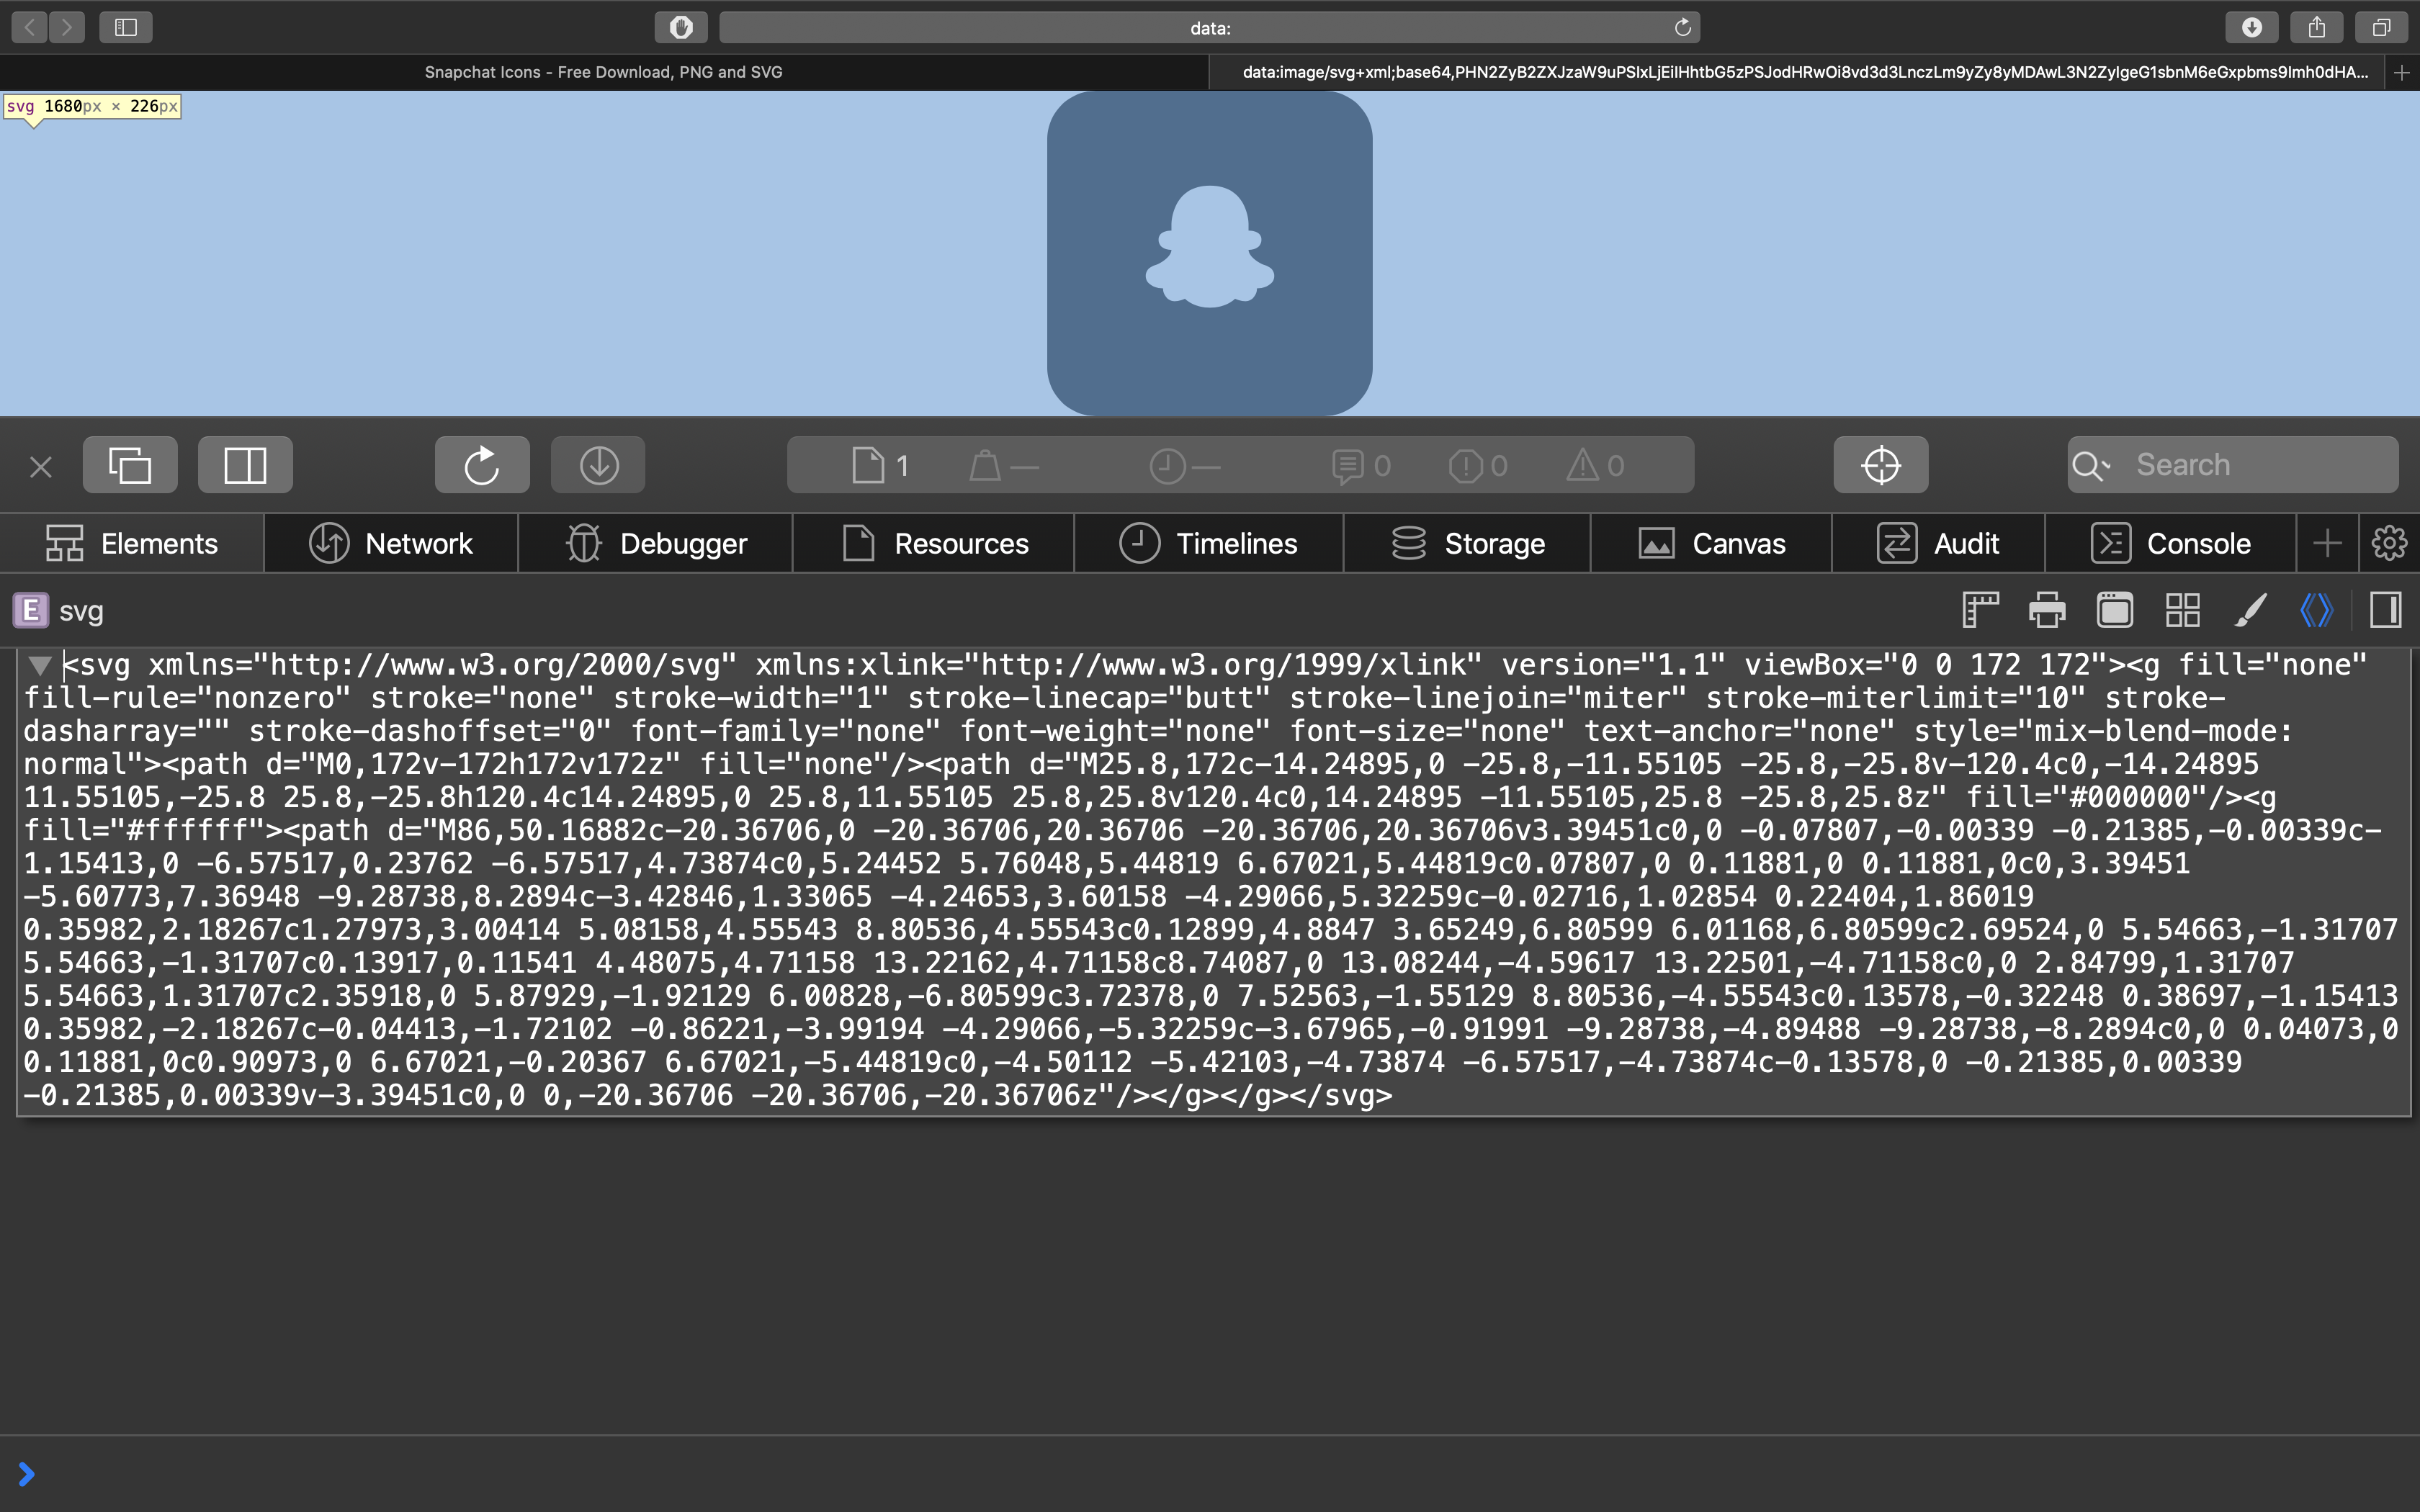 data:
Snapchat Icons - Free Download, PNG and SVG
data:image/svg+xml;base64,PHN2ZyB2ZXJzaW9uPSIxLjEiIHhtbG5zPSJodHRwOi8vd3d3LnczLm9yZy8yMDAwL3N2ZyIgeG1sbnM6eGxpbms9Imh0dHA...
svg 1680px × 226px
1 — — 0 0 0 Search
Elements Network Debugger Resources Timelines Storage Canvas Audit Console
E svg
<svg xmlns="http://www.w3.org/2000/svg" xmlns:xlink="http://www.w3.org/1999/xlink" version="1.1" viewBox="0 0 172 172"><g fill="none"
fill-rule="nonzero" stroke="none" stroke-width="1" stroke-linecap="butt" stroke-linejoin="miter" stroke-miterlimit="10" stroke-
dasharray="" stroke-dashoffset="0" font-family="none" font-weight="none" font-size="none" text-anchor="none" style="mix-blend-mode:
normal"><path d="M0,172v-172h172v172z" fill="none"/><path d="M25.8,172c-14.24895,0 -25.8,-11.55105 -25.8,-25.8v-120.4c0,-14.24895
11.55105,-25.8 25.8,-25.8h120.4c14.24895,0 25.8,11.55105 25.8,25.8v120.4c0,14.24895 -11.55105,25.8 -25.8,25.8z" fill="#000000"/><g
fill="#ffffff"><path d="M86,50.16882c-20.36706,0 -20.36706,20.36706 -20.36706,20.36706v3.39451c0,0 -0.07807,-0.00339 -0.21385,-0.00339c-
1.15413,0 -6.57517,0.23762 -6.57517,4.73874c0,5.24452 5.76048,5.44819 6.67021,5.44819c0.07807,0 0.11881,0 0.11881,0c0,3.39451
-5.60773,7.36948 -9.28738,8.2894c-3.42846,1.33065 -4.24653,3.60158 -4.29066,5.32259c-0.02716,1.02854 0.22404,1.86019
0.35982,2.18267c1.27973,3.00414 5.08158,4.55543 8.80536,4.55543c0.12899,4.8847 3.65249,6.80599 6.01168,6.80599c2.69524,0 5.54663,-1.31707
5.54663,-1.31707c0.13917,0.11541 4.48075,4.71158 13.22162,4.71158c8.74087,0 13.08244,-4.59617 13.22501,-4.71158c0,0 2.84799,1.31707
5.54663,1.31707c2.35918,0 5.87929,-1.92129 6.00828,-6.80599c3.72378,0 7.52563,-1.55129 8.80536,-4.55543c0.13578,-0.32248 0.38697,-1.15413
0.35982,-2.18267c-0.04413,-1.72102 -0.86221,-3.99194 -4.29066,-5.32259c-3.67965,-0.91991 -9.28738,-4.89488 -9.28738,-8.2894c0,0 0.04073,0
0.11881,0c0.90973,0 6.67021,-0.20367 6.67021,-5.44819c0,-4.50112 -5.42103,-4.73874 -6.57517,-4.73874c-0.13578,0 -0.21385,0.00339
-0.21385,0.00339v-3.39451c0,0 0,-20.36706 -20.36706,-20.36706z"/></g></g></svg>